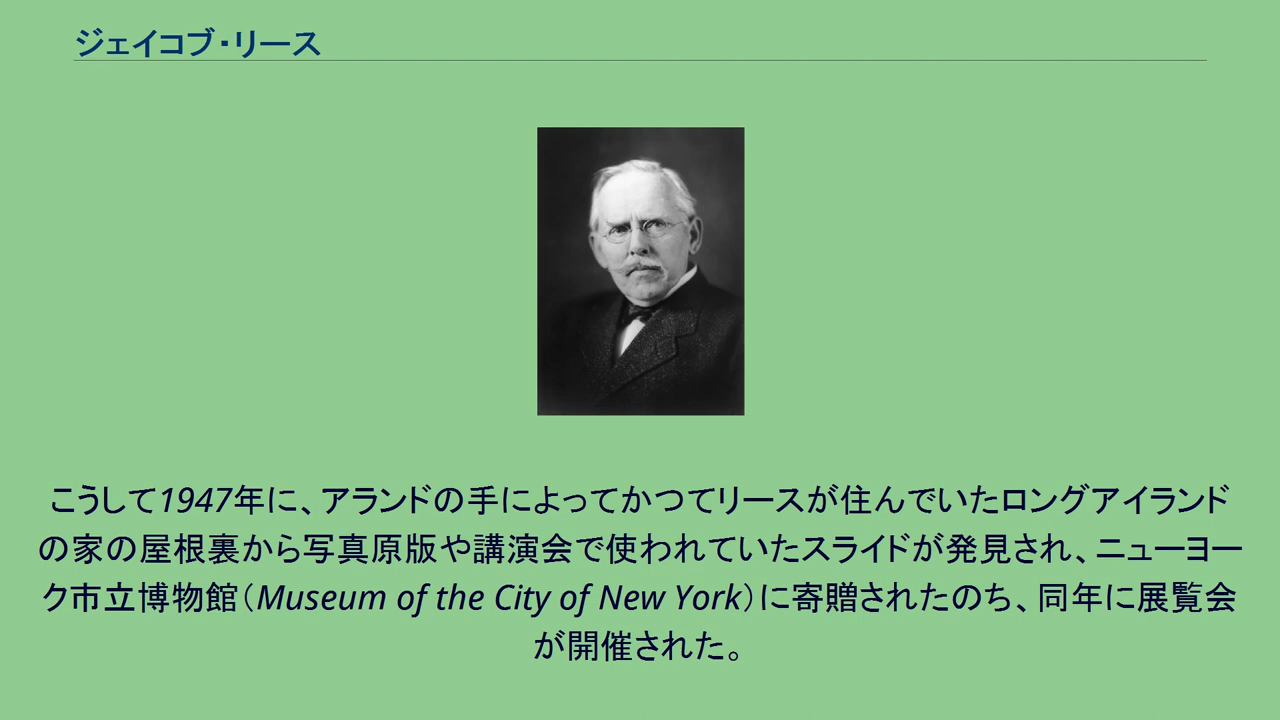 ジェイコブ・リース
こうして1947年に、アランドの手によってかつてリースが住んでいたロングアイランド
の家の屋根裏から写真原版や講演会で使われていたスライドが発見され、ニューヨー
ク市立博物館（Museum of the City of New York）に寄贈されたのち、同年に展覧会
が開催された。